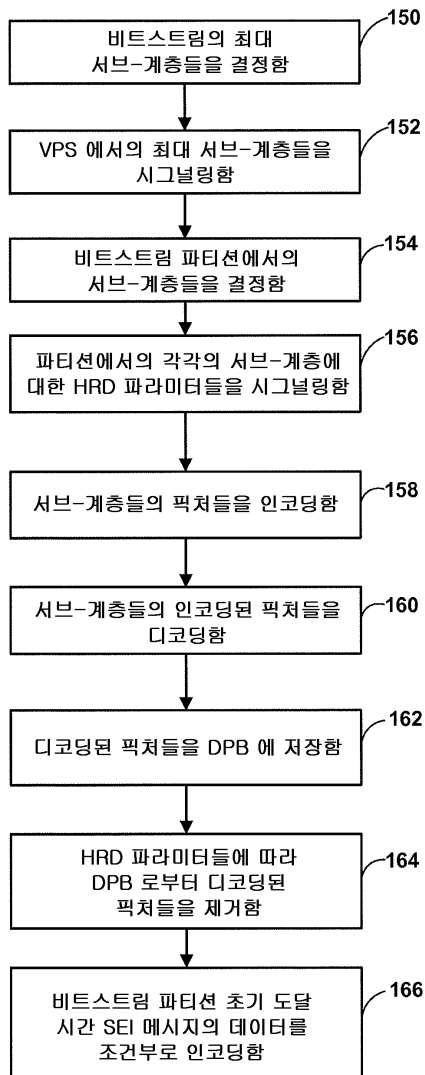 150
비트스트림의 최대
서브-계층들을 결정함
152
VPS 에서의 최대 서브-계층들을
시그널링함
154
비트스트림 파티션에서의
서브-계층들을 결정함
156
파티션에서의 각각의 서브-계층에
대한 HRD 파라미터들을 시그널링함
158
서브-계층들의 픽처들을 인코딩함
160
서브-계층들의 인코딩된 픽처들을
디코딩함
162
디코딩된 픽처들을 DPB 에 저장함
164
HRD 파라미터들에 따라
DPB 로부터 디코딩된
픽처들을 제거함
166
비트스트림 파티션 초기 도달
시간 SEI 메시지의 데이터를
조건부로 인코딩함